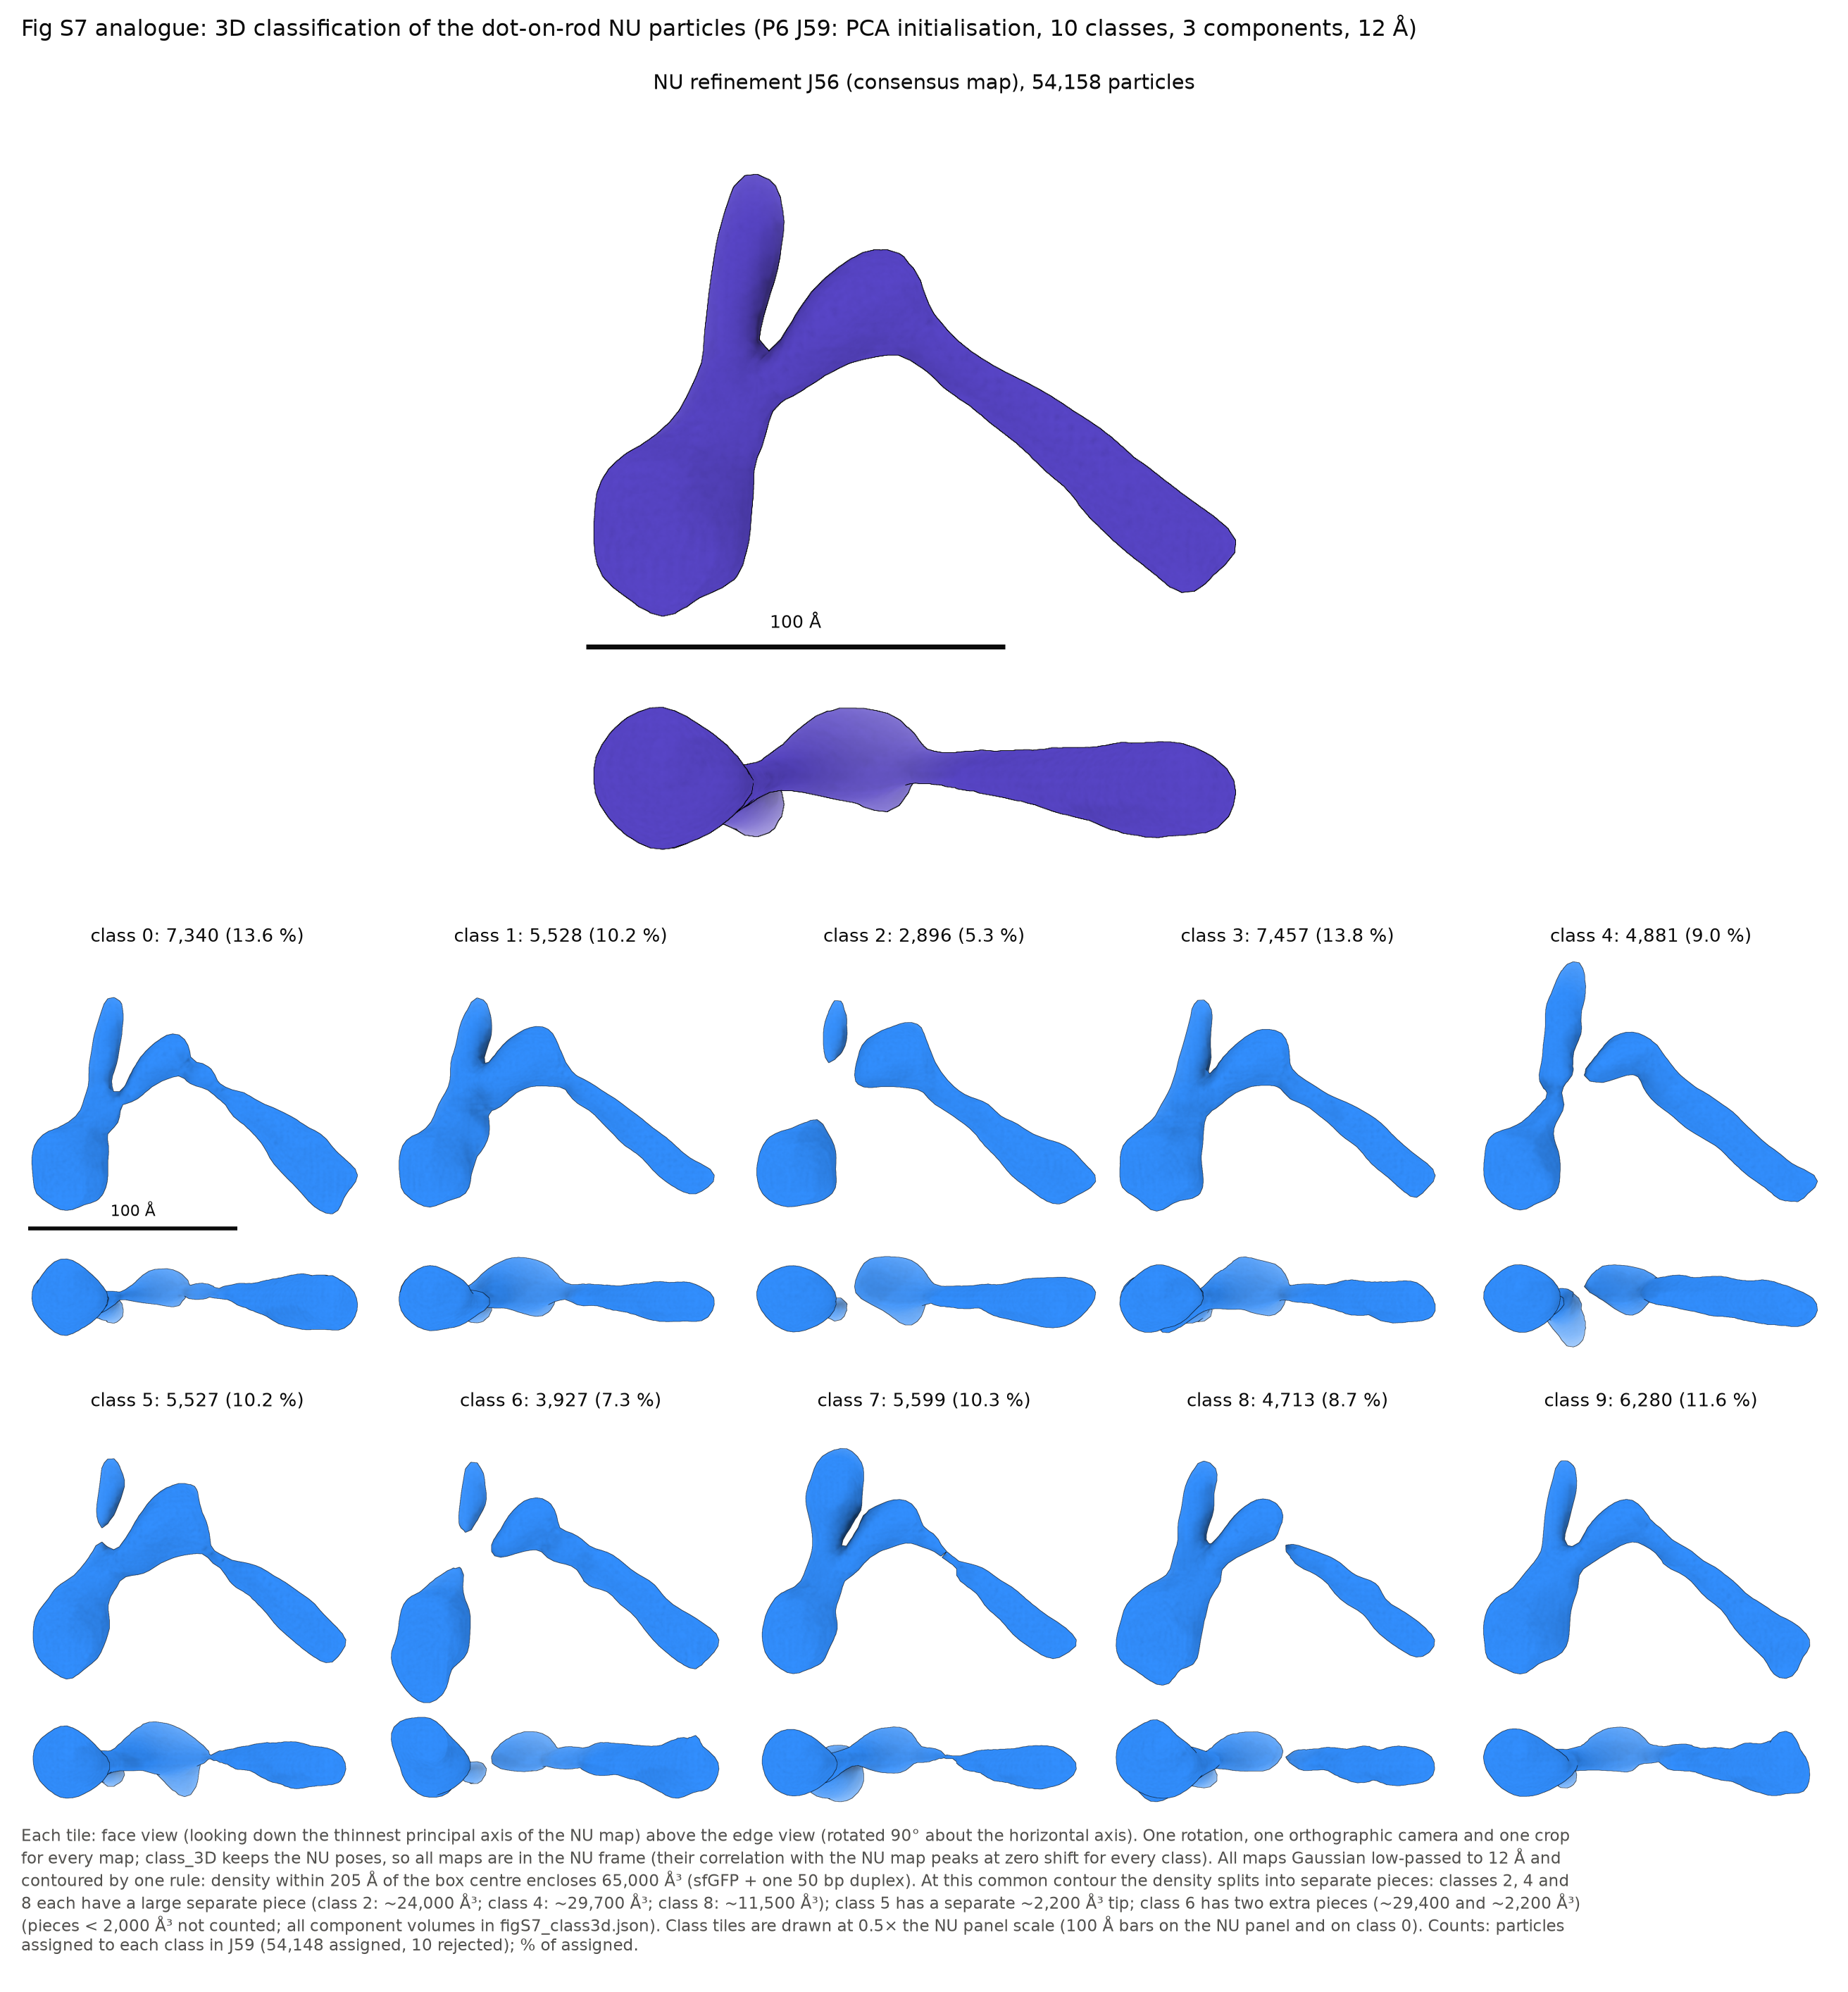 Fig S7 analogue: 3D classification of the dot-on-rod NU particles (P6 J59: PCA initialisation, 10 classes, 3 components, 12 Å)
NU refinement J56 (consensus map), 54,158 particles
100 Å
class 0: 7,340 (13.6 %)
class 1: 5,528 (10.2 %)
class 2: 2,896 (5.3 %)
class 3: 7,457 (13.8 %)
class 4: 4,881 (9.0 %)
100 Å
class 5: 5,527 (10.2 %)
class 6: 3,927 (7.3 %)
class 7: 5,599 (10.3 %)
class 8: 4,713 (8.7 %)
class 9: 6,280 (11.6 %)
Each tile: face view (looking down the thinnest principal axis of the NU map) above the edge view (rotated 90° about the horizontal axis). One rotation, one orthographic camera and one crop
for every map; class_3D keeps the NU poses, so all maps are in the NU frame (their correlation with the NU map peaks at zero shift for every class). All maps Gaussian low-passed to 12 Å and
contoured by one rule: density within 205 Å of the box centre encloses 65,000 Å³ (sfGFP + one 50 bp duplex). At this common contour the density splits into separate pieces: classes 2, 4 and
8 each have a large separate piece (class 2: ~24,000 Å³; class 4: ~29,700 Å³; class 8: ~11,500 Å³); class 5 has a separate ~2,200 Å³ tip; class 6 has two extra pieces (~29,400 and ~2,200 Å³)
(pieces < 2,000 Å³ not counted; all component volumes in figS7_class3d.json). Class tiles are drawn at 0.5× the NU panel scale (100 Å bars on the NU panel and on class 0). Counts: particles
assigned to each class in J59 (54,148 assigned, 10 rejected); % of assigned.